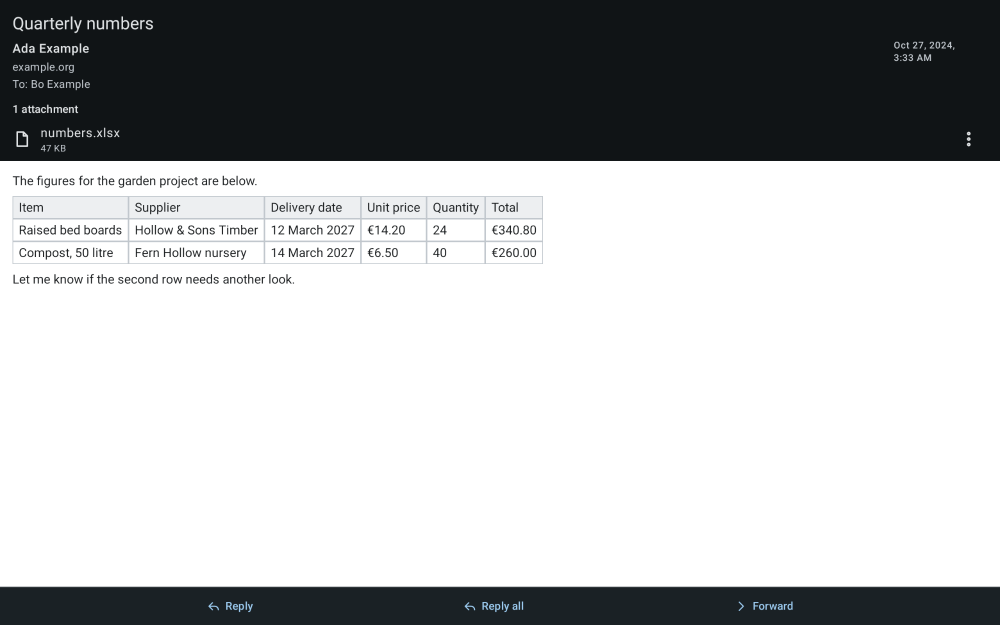 Quarterly numbers
Ada Example
example.org
To: Bo Example
Oct 27, 2024,
3:33 AM
1 attachment
numbers.xlsx
47 KB
The figures for the garden project are below.
Item Supplier Delivery date Unit price Quantity Total
Raised bed boards Hollow & Sons Timber 12 March 2027 €14.20 24 €340.80
Compost, 50 litre Fern Hollow nursery 14 March 2027 €6.50 40 €260.00
Let me know if the second row needs another look.
Reply Reply all Forward